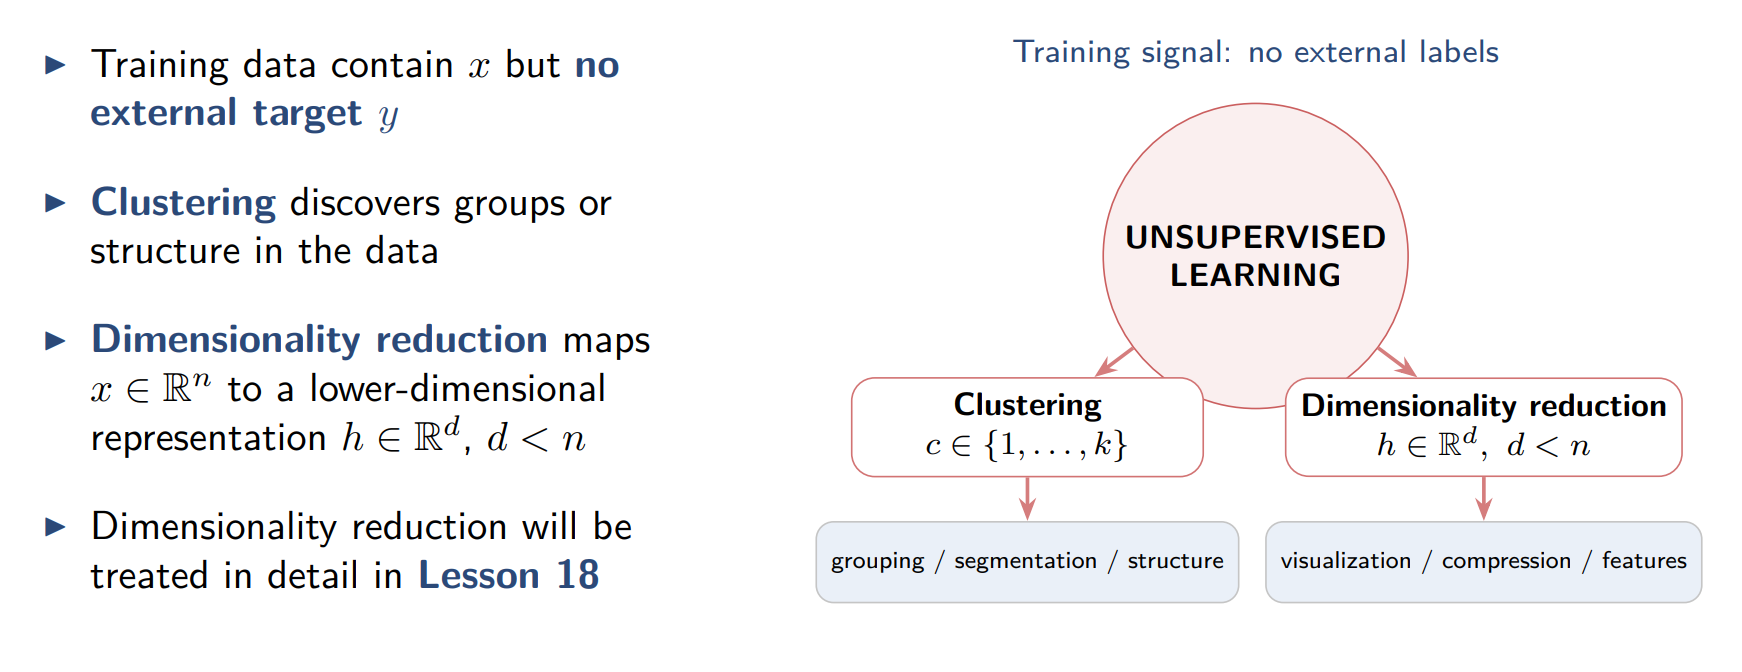 ▶ Training data contain x but no
external target y
▶ Clustering discovers groups or
structure in the data
▶ Dimensionality reduction maps
x ∈ ℝⁿ to a lower-dimensional
representation h ∈ ℝᵈ, d < n
▶ Dimensionality reduction will be
treated in detail in Lesson 18
Training signal: no external labels
UNSUPERVISED
LEARNING
Clustering
c ∈ {1, . . . , k}
Dimensionality reduction
h ∈ ℝᵈ, d < n
grouping / segmentation / structure
visualization / compression / features